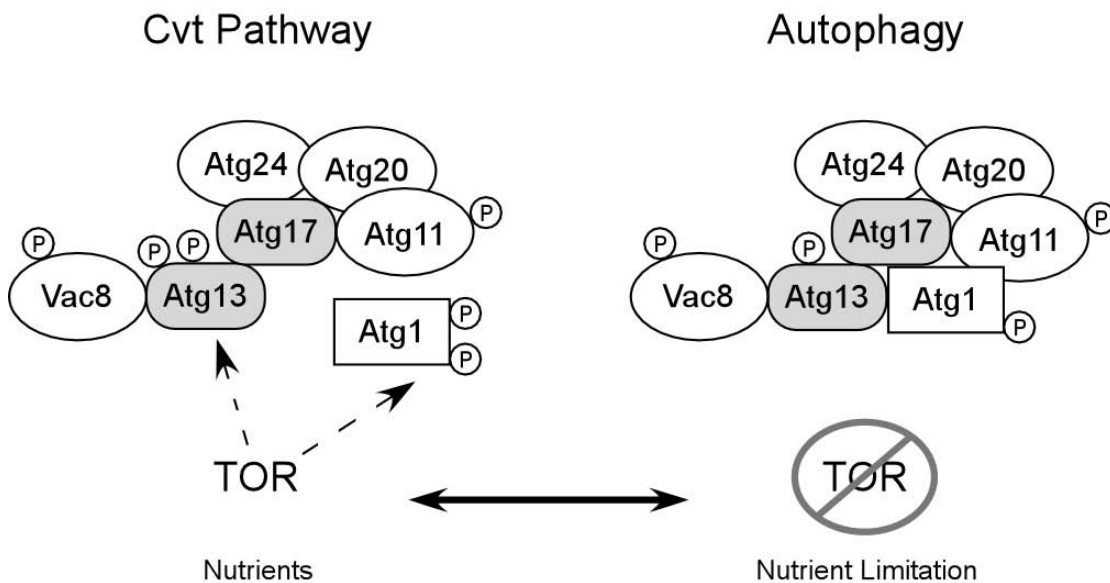 Cvt Pathway
Autophagy
Atg24
Atg20
Atg17
Atg11
P
P
P
P
Vac8
Atg13
Atg1
P
P
TOR
Nutrients
Atg24
Atg20
Atg17
Atg11
P
P
P
Vac8
Atg13
Atg1
P
TOR
Nutrient Limitation